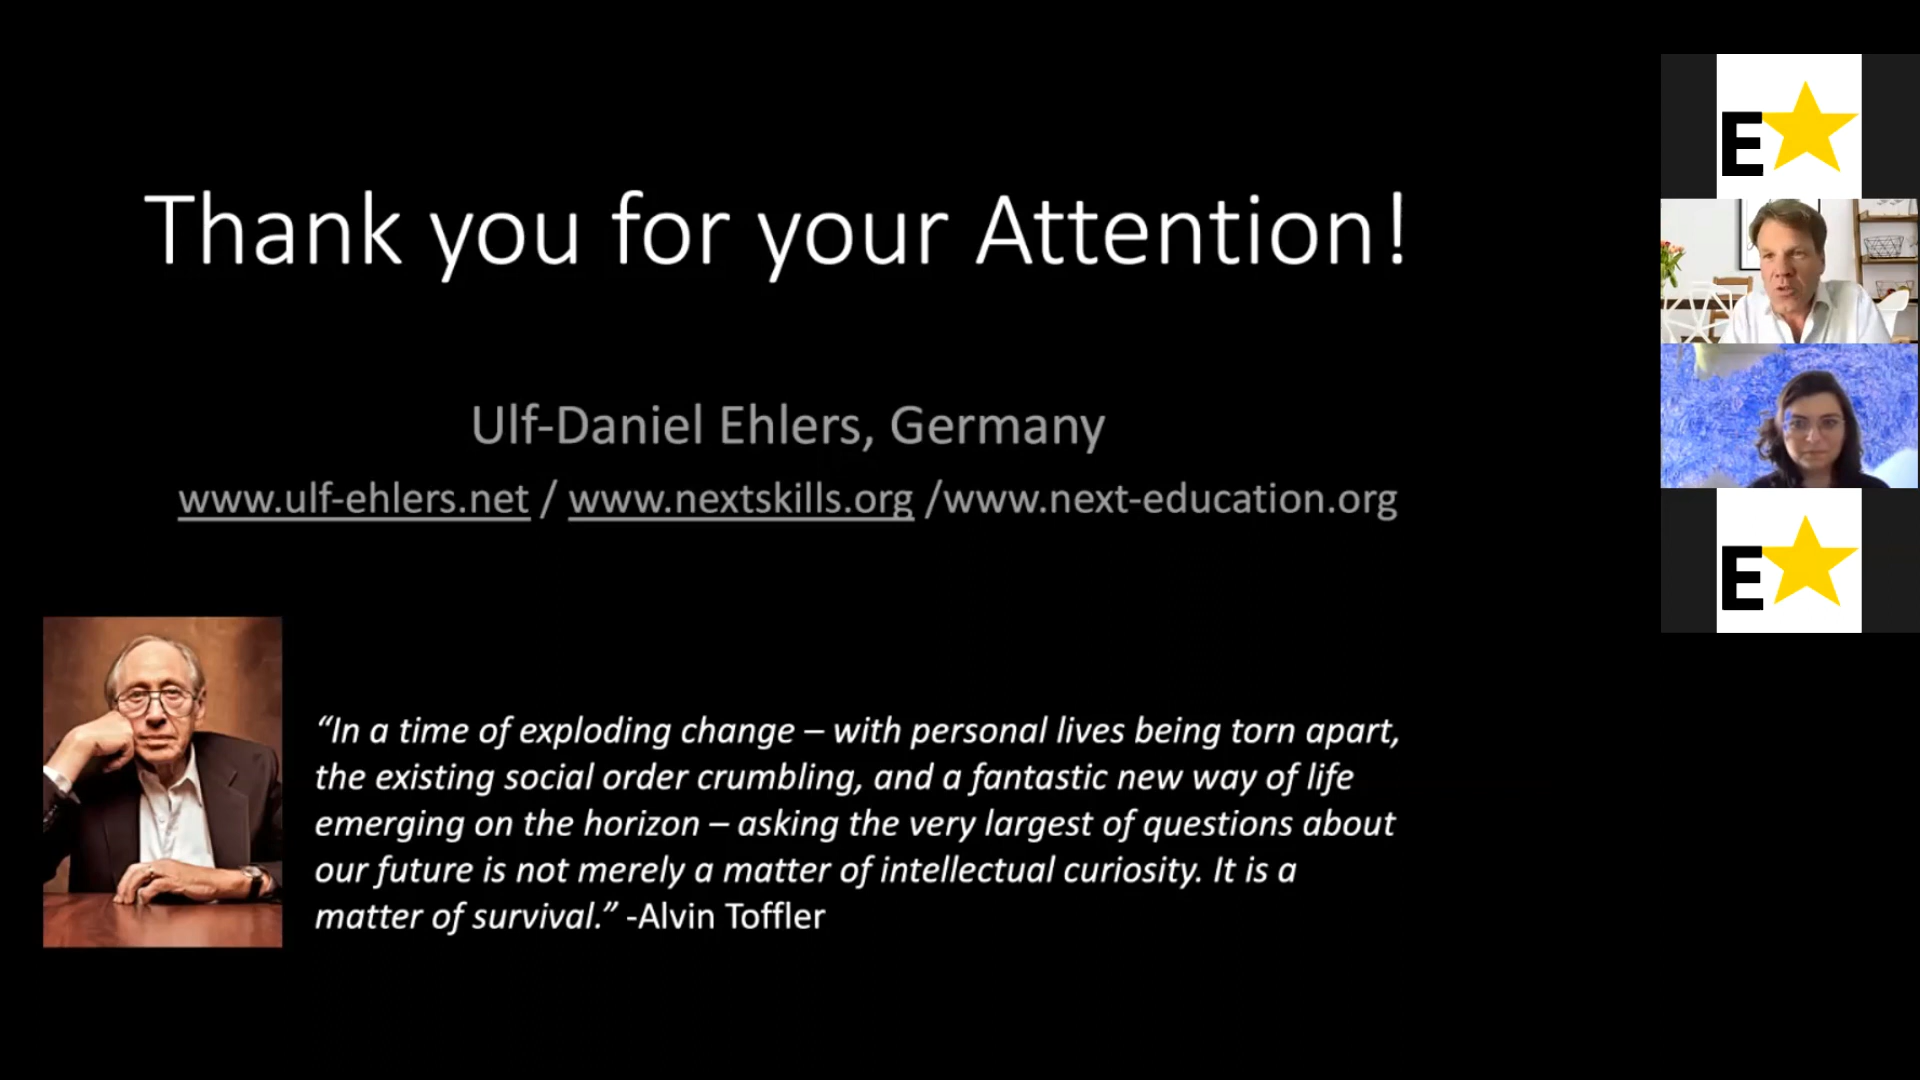 Thank you for your Attention!
Ulf-Daniel Ehlers, Germany
www.ulf-ehlers.net / www.nextskills.org /www.next-education.org
“In a time of exploding change – with personal lives being torn apart,
the existing social order crumbling, and a fantastic new way of life
emerging on the horizon – asking the very largest of questions about
our future is not merely a matter of intellectual curiosity. It is a
matter of survival.” -Alvin Toffler
E
E